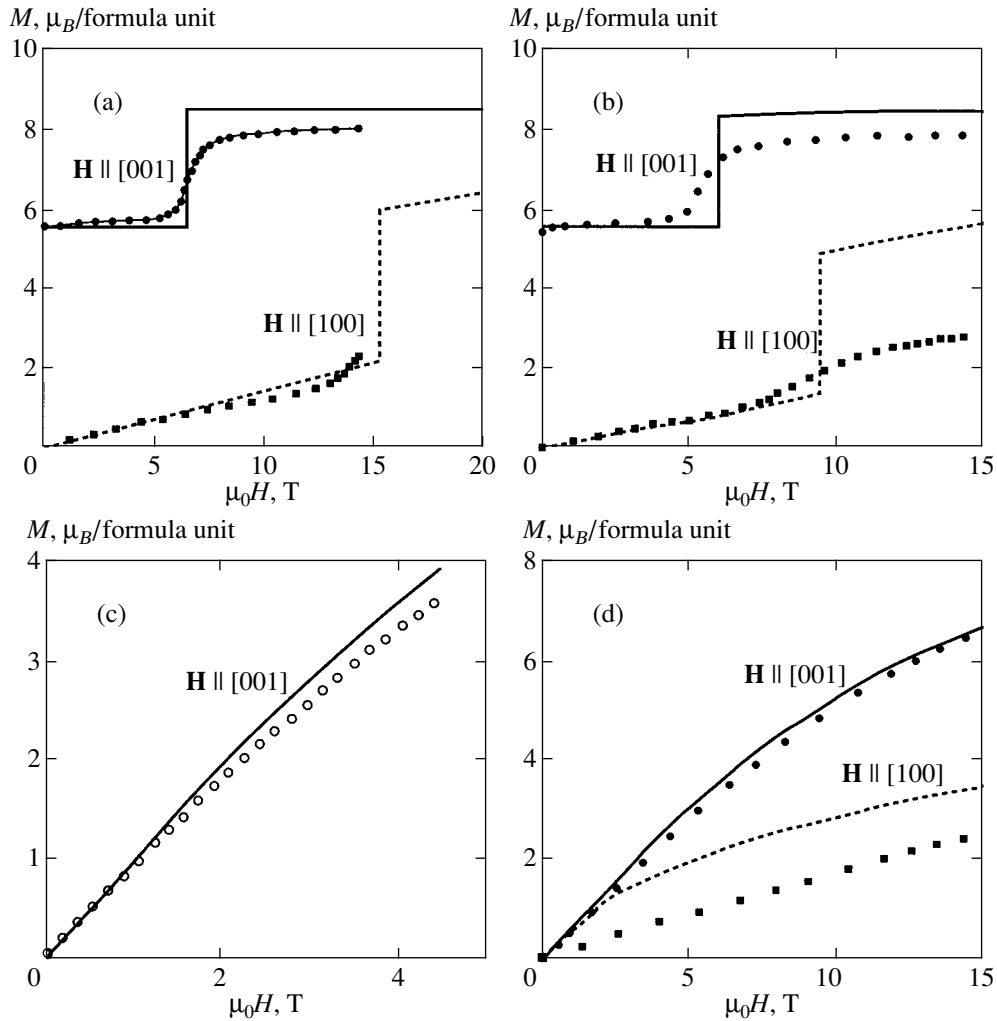 M, μB/formula unit
10
8
6
4
2
0
5
10
15
20
(a)
H || [001]
H || [100]
μ0H, T
M, μB/formula unit
10
8
6
4
2
0
5
10
15
(b)
H || [001]
H || [100]
μ0H, T
M, μB/formula unit
4
3
2
1
0
2
4
(c)
H || [001]
μ0H, T
M, μB/formula unit
8
6
4
2
0
5
10
15
(d)
H || [001]
H || [100]
μ0H, T